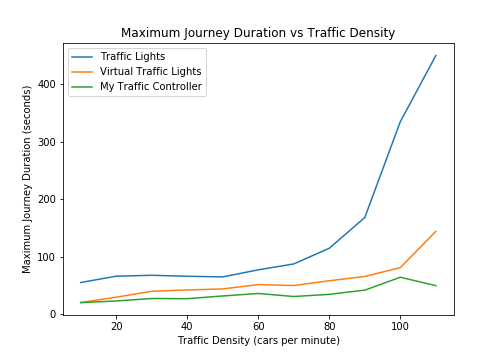 Maximum Journey Duration vs Traffic Density
Traffic Lights
Virtual Traffic Lights
My Traffic Controller
Maximum Journey Duration (seconds)
400
300
200
100
0
20
40
60
80
100
Traffic Density (cars per minute)